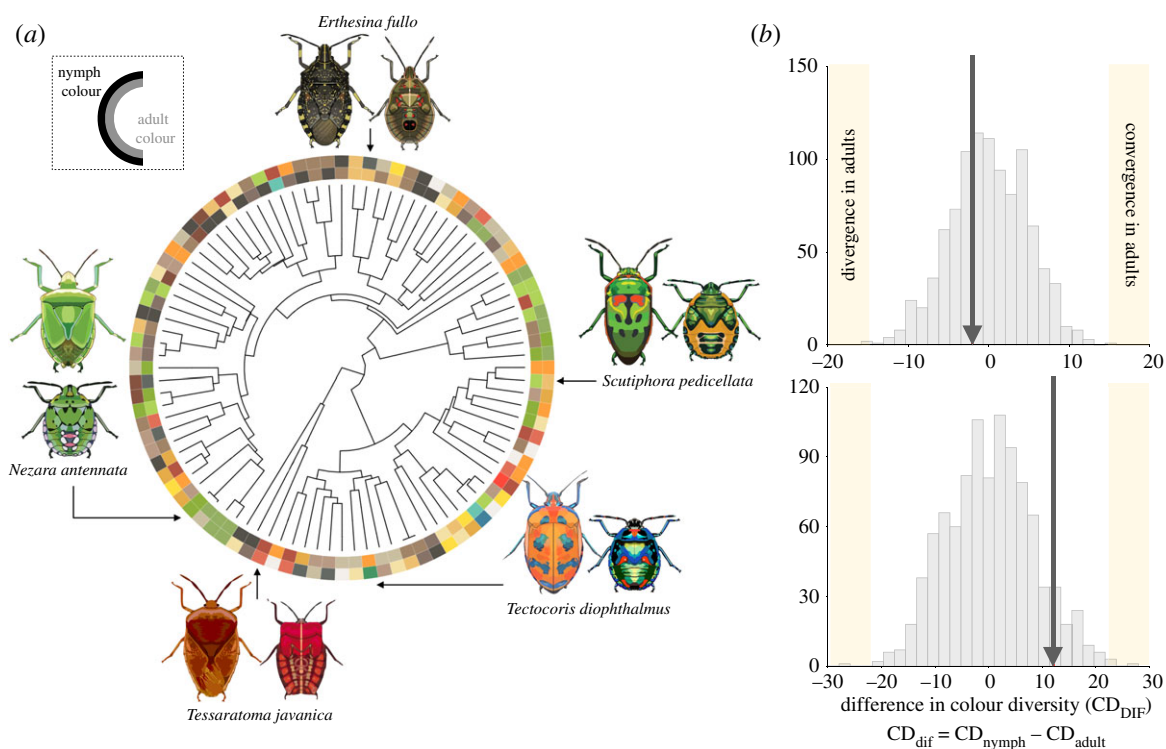 (a)
nymph
colour
adult
colour
Erthesina fullo
Scutiphora pedicellata
Nezara antennata
Tectocoris diophthalmus
Tessaratoma javanica
(b)
150
100
50
0
divergence in adults
convergence in adults
–20 –10 0 10 20
120
90
60
30
0
–30 –20 –10 0 10 20 30
difference in colour diversity (CD_DIF)
CD_dif = CD_nymph – CD_adult